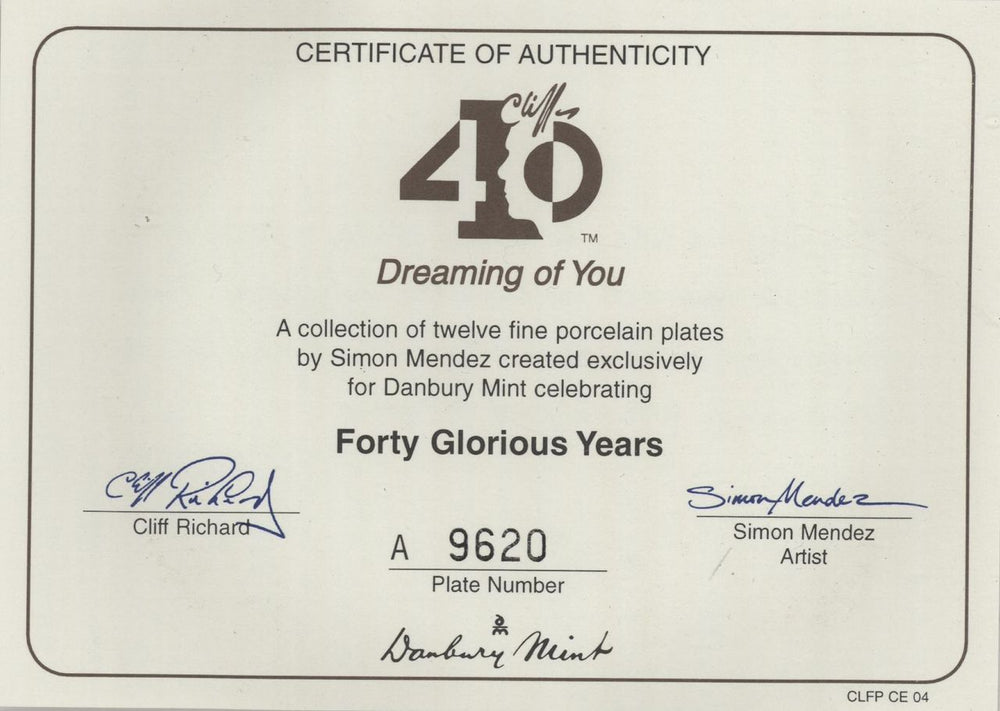 CERTIFICATE OF AUTHENTICITY
Cliff
40
TM
Dreaming of You
A collection of twelve fine porcelain plates
by Simon Mendez created exclusively
for Danbury Mint celebrating
Forty Glorious Years
Cliff Richard
Cliff Richard
Simon Mendez
Simon Mendez
Artist
A 9620
Plate Number
Danbury Mint
CLFP CE 04